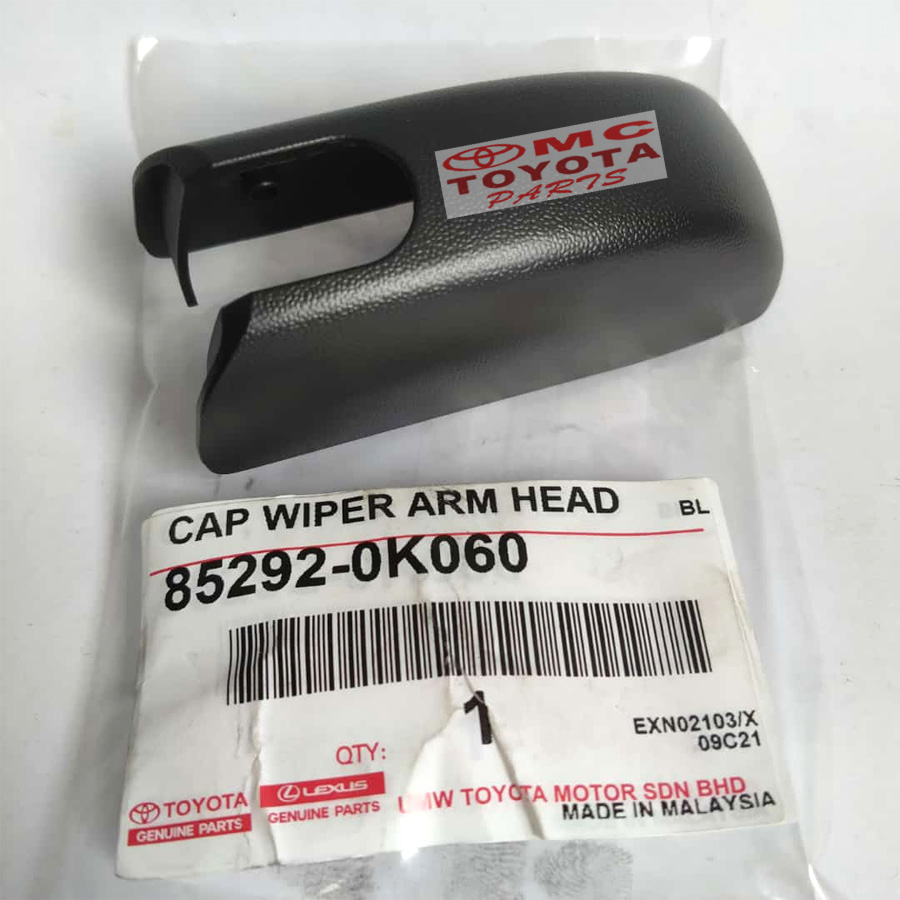 MC
TOYOTA
PARTS
CAP WIPER ARM HEAD
BL
85292-0K060
1
EXN02103/X
09C21
QTY:
TOYOTA
GENUINE PARTS
LEXUS
GENUINE PARTS
UMW TOYOTA MOTOR SDN BHD
MADE IN MALAYSIA